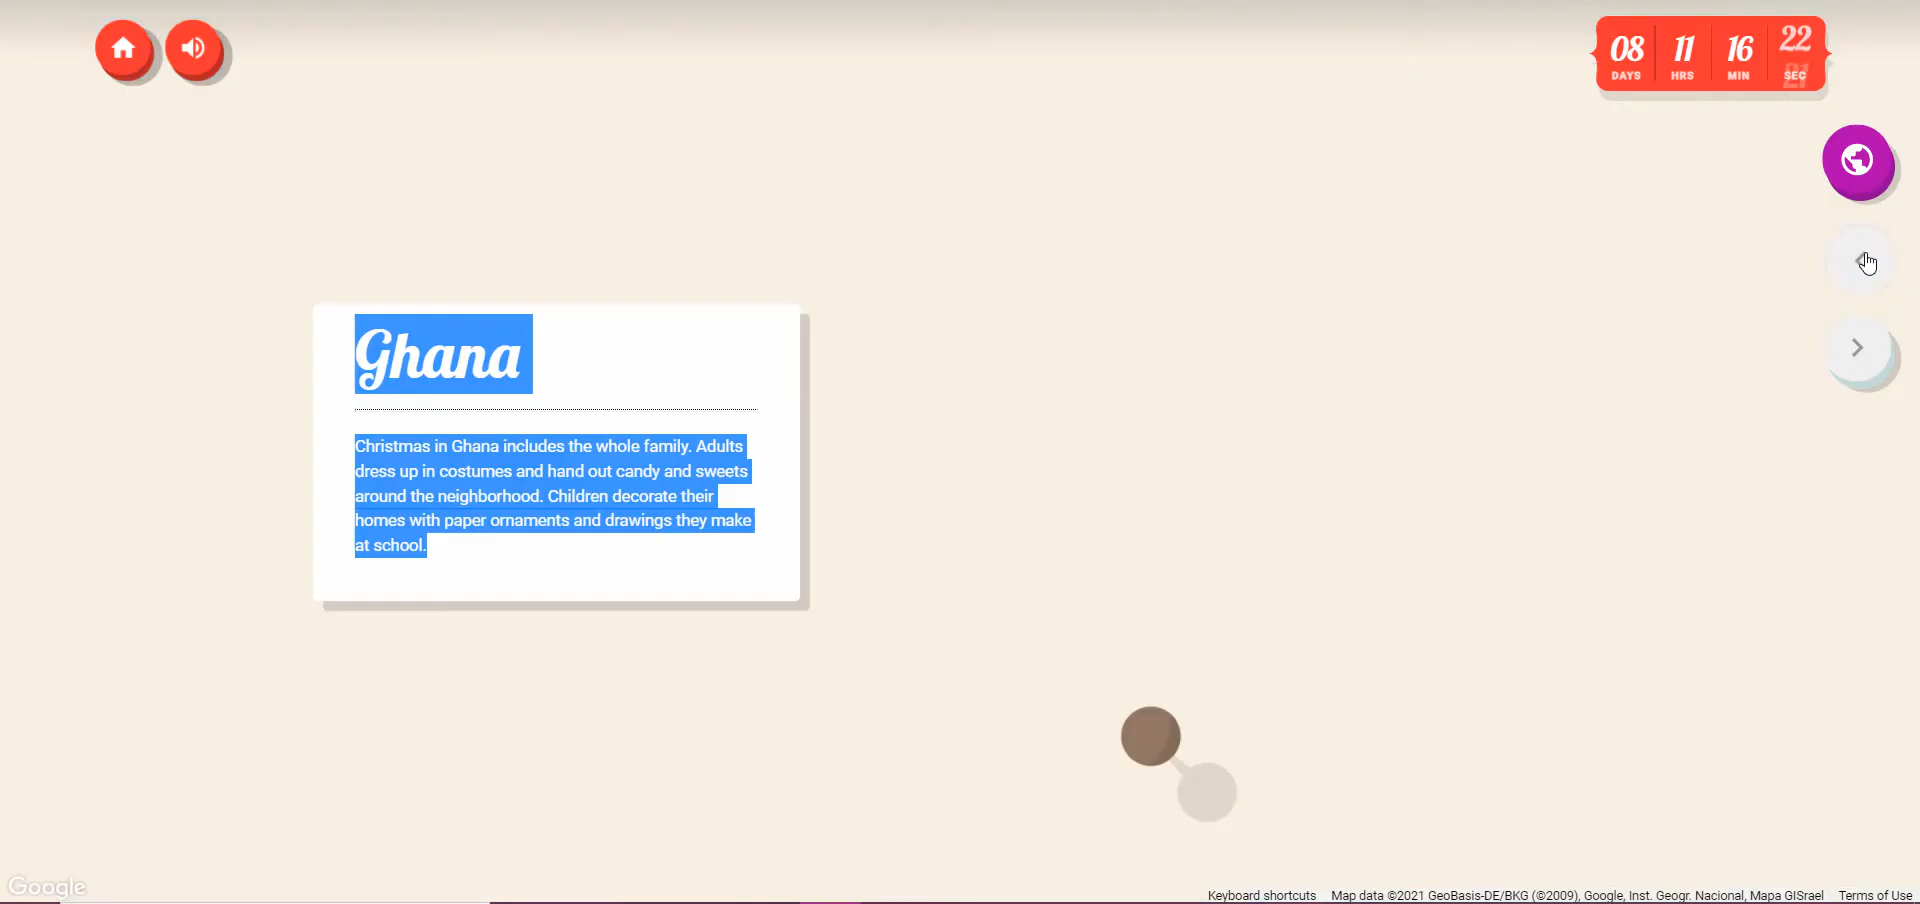 08 11 16 22
DAYS HRS MIN SEC
Ghana
Christmas in Ghana includes the whole family. Adults
dress up in costumes and hand out candy and sweets
around the neighborhood. Children decorate their
homes with paper ornaments and drawings they make
at school.
Google
Keyboard shortcuts Map data ©2021 GeoBasis-DE/BKG (©2009), Google, Inst. Geogr. Nacional, Mapa GISrael Terms of Use